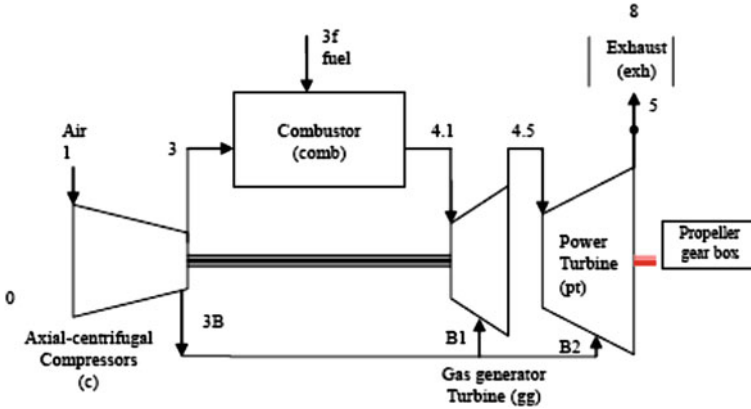 8
3f
fuel
Exhaust
(exh)
5
Air
1
3
Combustor
(comb)
4.1
4.5
Power
Turbine
(pt)
Propeller
gear box
0
3B
Axial-centrifugal
Compressors
(c)
B1
B2
Gas generator
Turbine (gg)